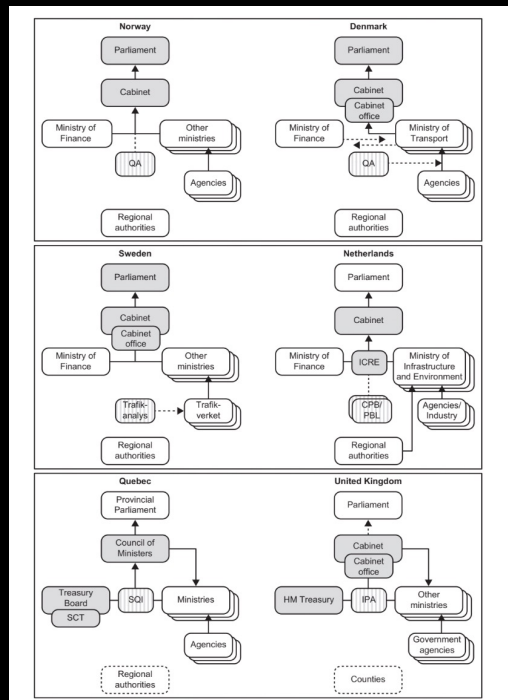 Norway
Parliament
Cabinet
Ministry of
Finance
Other
ministries
QA
Agencies
Regional
authorities
Denmark
Parliament
Cabinet
Cabinet
office
Ministry of
Finance
Ministry of
Transport
QA
Agencies
Regional
authorities
Sweden
Parliament
Cabinet
Cabinet
office
Ministry of
Finance
Other
ministries
Trafik-
analys
Trafik-
verket
Regional
authorities
Netherlands
Parliament
Cabinet
Ministry of
Finance
ICRE
Ministry of
Infrastructure
and Environment
CPB/
PBL
Agencies/
Industry
Regional
authorities
Quebec
Provincial
Parliament
Council of
Ministers
Treasury
Board
SCT
SQI
Ministries
Agencies
Regional
authorities
United Kingdom
Parliament
Cabinet
Cabinet
office
HM Treasury
IPA
Other
ministries
Government
agencies
Counties